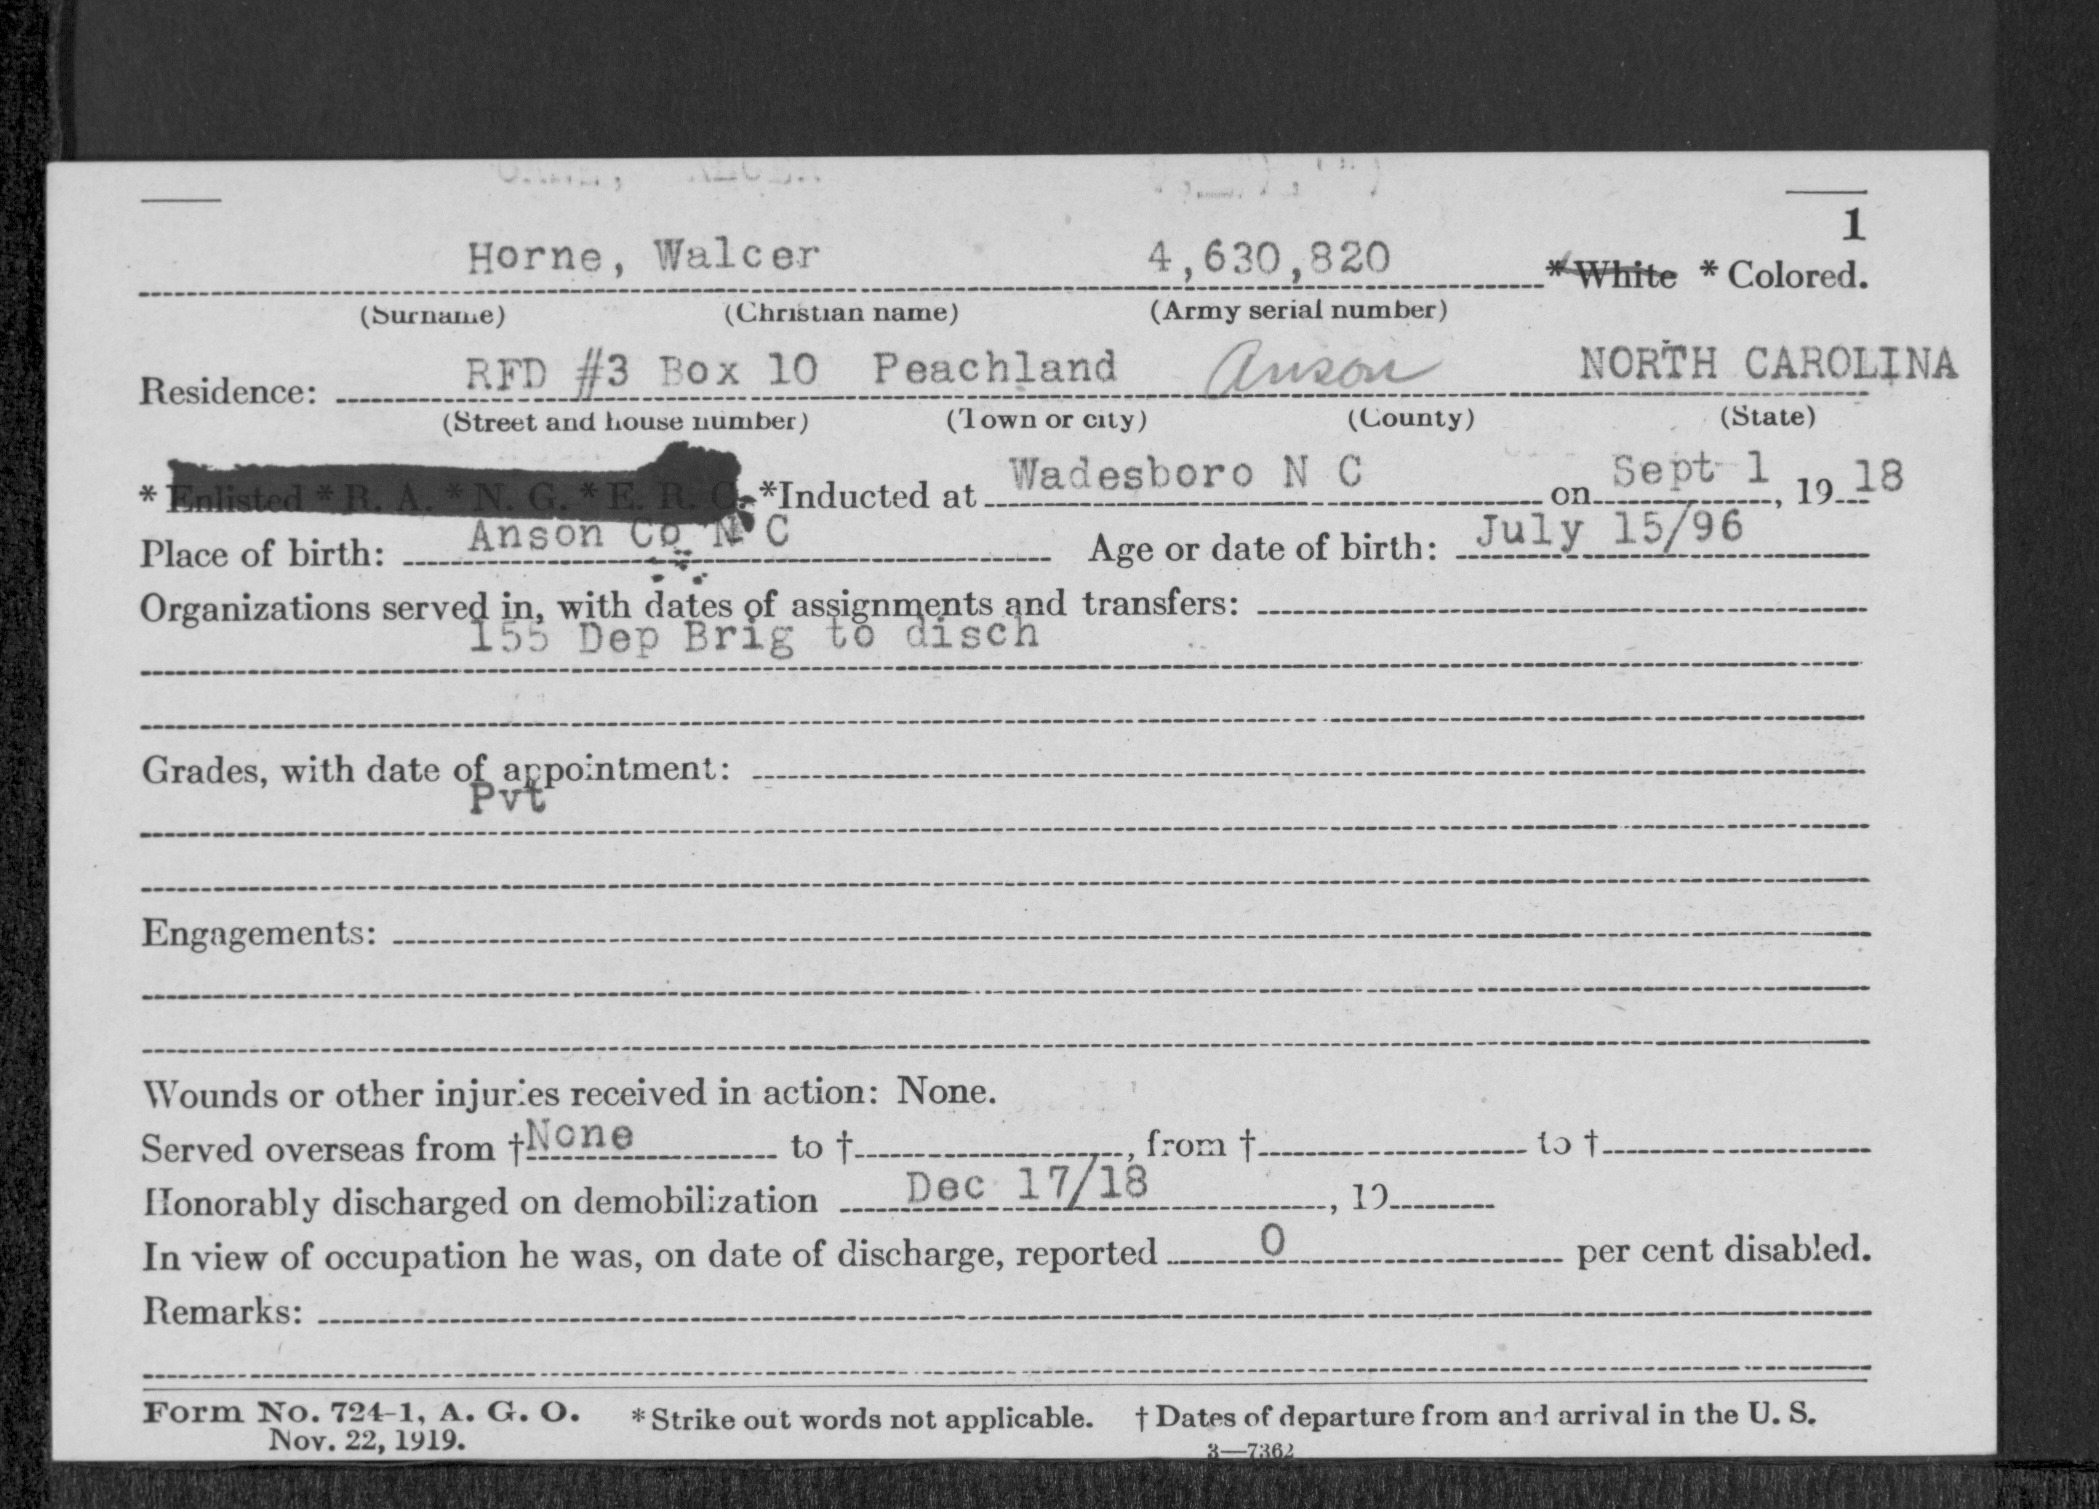 1
Horne, Walcer 4,630,820 * White * Colored.
(Surname) (Christian name) (Army serial number)
Residence: RFD #3 Box 10 Peachland Anson NORTH CAROLINA
(Street and house number) (Town or city) (County) (State)
* Enlisted * R. A. * N. G. * E. R. C. *Inducted at Wadesboro N C on Sept 1, 19 18
Place of birth: Anson Co N C Age or date of birth: July 15/96
Organizations served in, with dates of assignments and transfers:
155 Dep Brig to disch
Grades, with date of appointment:
Pvt
Engagements:
Wounds or other injuries received in action: None.
Served overseas from † None to †, from † to †
Honorably discharged on demobilization Dec 17/18, 19
In view of occupation he was, on date of discharge, reported 0 per cent disabled.
Remarks:
Form No. 724-1, A. G. O. * Strike out words not applicable. † Dates of departure from and arrival in the U. S.
Nov. 22, 1919. 3—7362